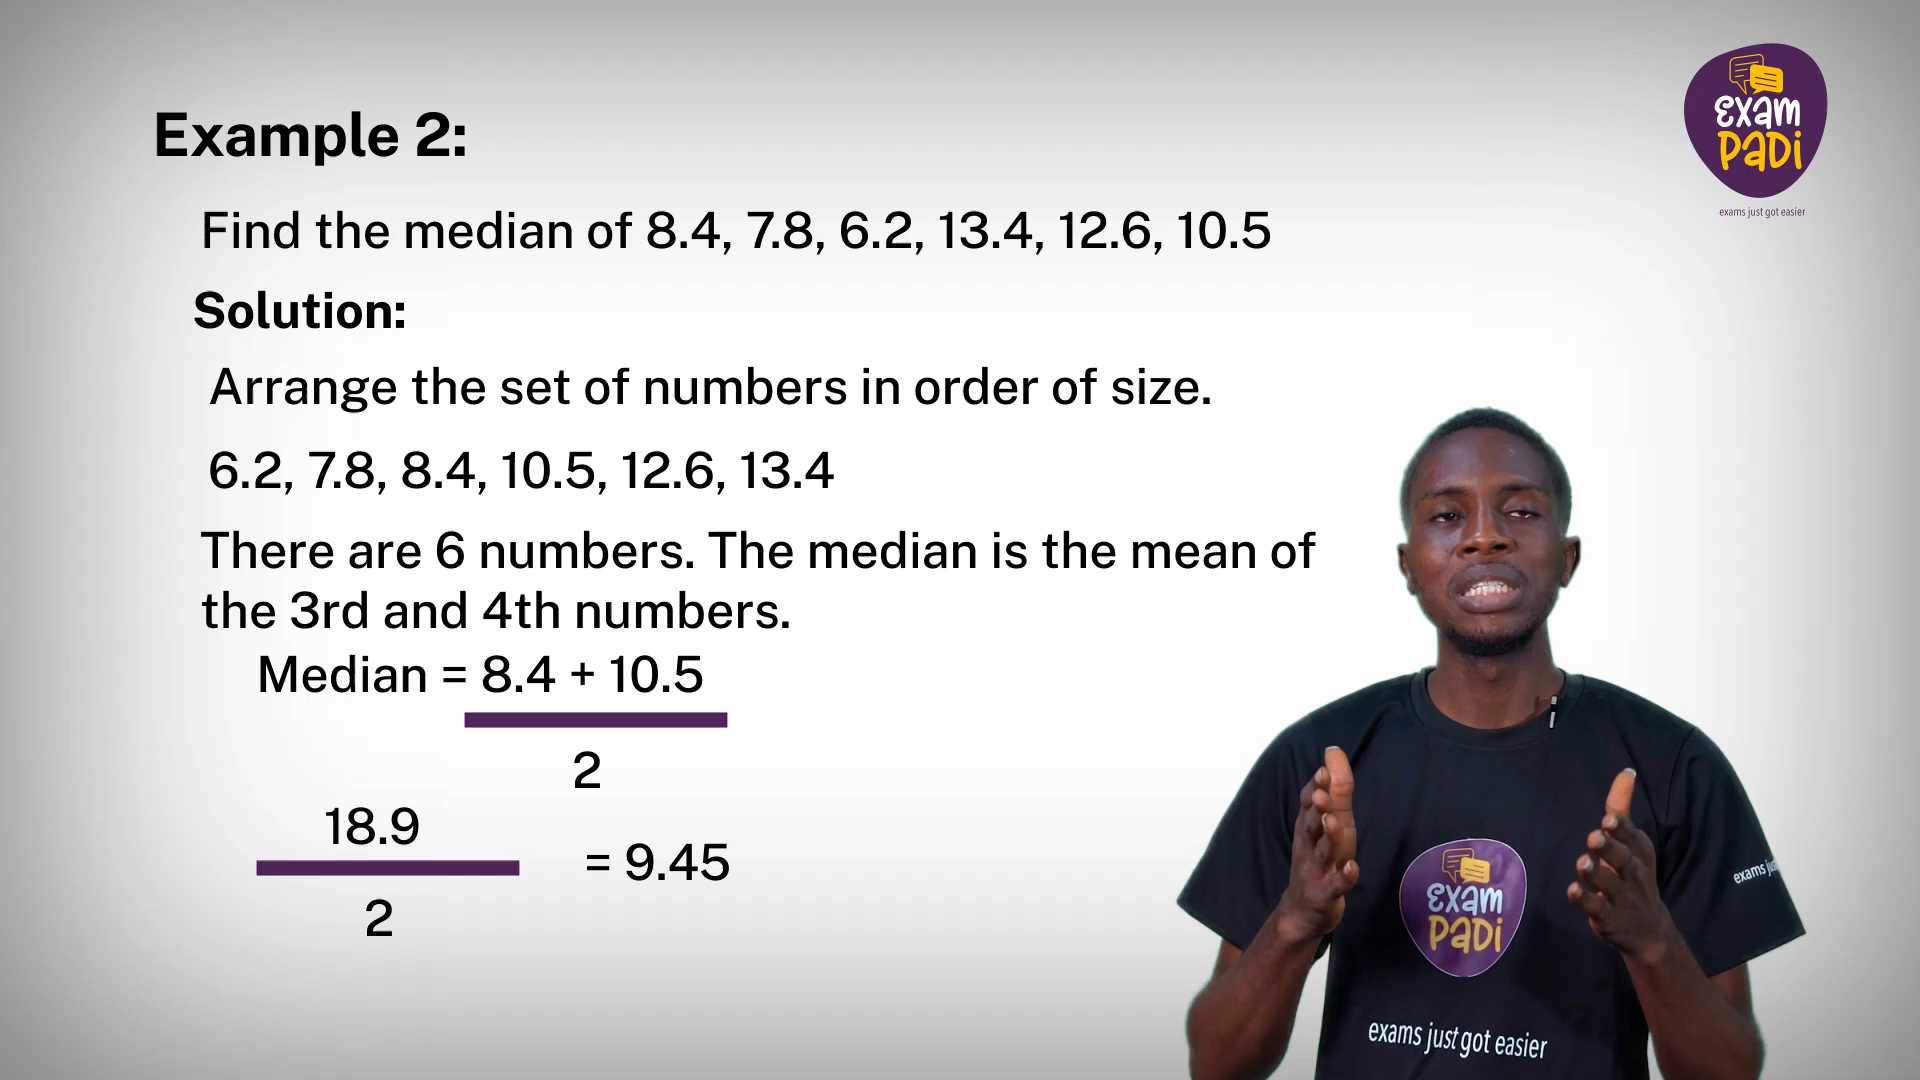 Example 2:
Find the median of 8.4, 7.8, 6.2, 13.4, 12.6, 10.5
Solution:
Arrange the set of numbers in order of size.
6.2, 7.8, 8.4, 10.5, 12.6, 13.4
There are 6 numbers. The median is the mean of
the 3rd and 4th numbers.
Median = 8.4 + 10.5
2
18.9
= 9.45
2
exam
padi
exams just got easier
exam
padi
exams just got easier
exams